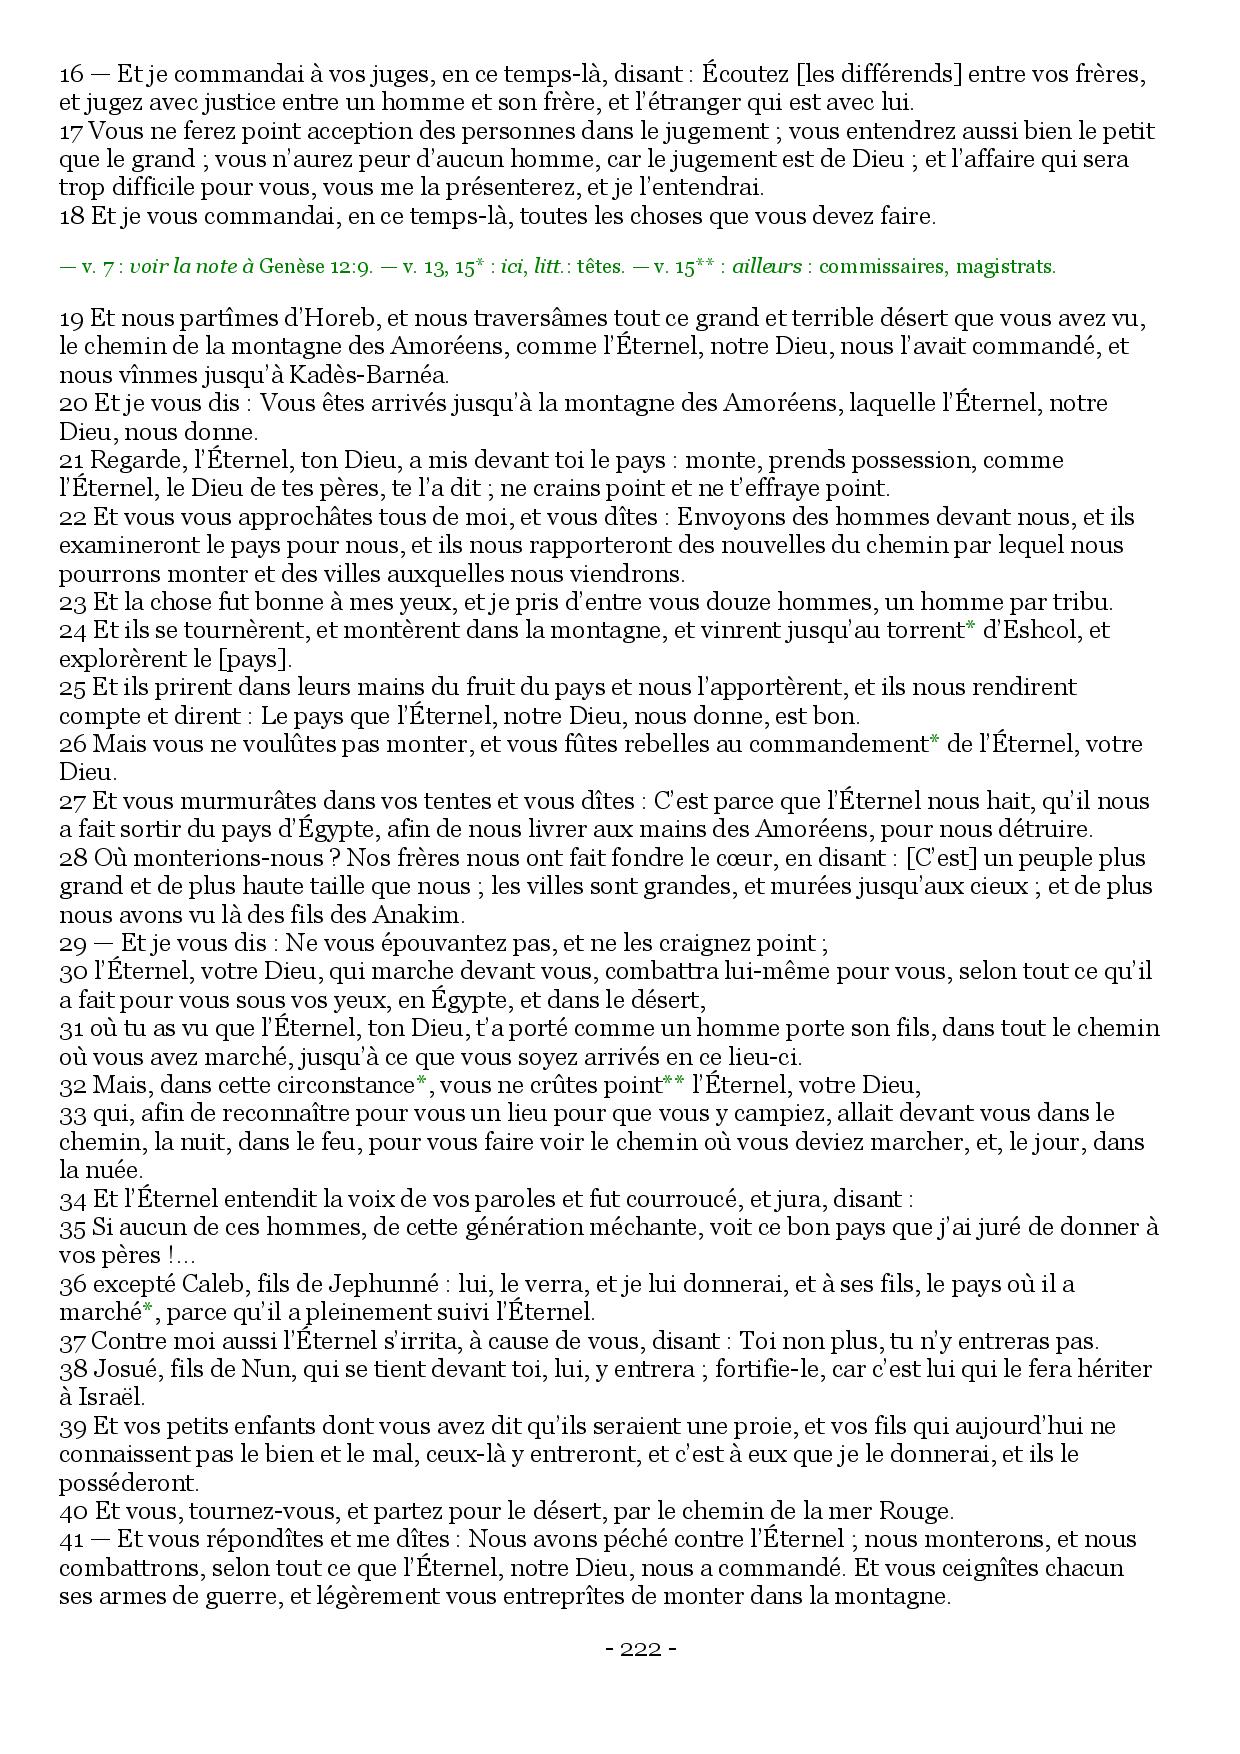 16 — Et je commandai à vos juges, en ce temps-là, disant : Écoutez [les différends] entre vos frères,
et jugez avec justice entre un homme et son frère, et l’étranger qui est avec lui.
17 Vous ne ferez point acception des personnes dans le jugement ; vous entendrez aussi bien le petit
que le grand ; vous n’aurez peur d’aucun homme, car le jugement est de Dieu ; et l’affaire qui sera
trop difficile pour vous, vous me la présenterez, et je l’entendrai.
18 Et je vous commandai, en ce temps-là, toutes les choses que vous devez faire.
— v. 7 : voir la note à Genèse 12:9. — v. 13, 15* : ici, litt.: têtes. — v. 15** : ailleurs : commissaires, magistrats.
19 Et nous partîmes d’Horeb, et nous traversâmes tout ce grand et terrible désert que vous avez vu,
le chemin de la montagne des Amoréens, comme l’Éternel, notre Dieu, nous l’avait commandé, et
nous vînmes jusqu’à Kadès-Barnéa.
20 Et je vous dis : Vous êtes arrivés jusqu’à la montagne des Amoréens, laquelle l’Éternel, notre
Dieu, nous donne.
21 Regarde, l’Éternel, ton Dieu, a mis devant toi le pays : monte, prends possession, comme
l’Éternel, le Dieu de tes pères, te l’a dit ; ne crains point et ne t’effraye point.
22 Et vous vous approchâtes tous de moi, et vous dîtes : Envoyons des hommes devant nous, et ils
examineront le pays pour nous, et ils nous rapporteront des nouvelles du chemin par lequel nous
pourrons monter et des villes auxquelles nous viendrons.
23 Et la chose fut bonne à mes yeux, et je pris d’entre vous douze hommes, un homme par tribu.
24 Et ils se tournèrent, et montèrent dans la montagne, et vinrent jusqu’au torrent* d’Eshcol, et
explorèrent le [pays].
25 Et ils prirent dans leurs mains du fruit du pays et nous l’apportèrent, et ils nous rendirent
compte et dirent : Le pays que l’Éternel, notre Dieu, nous donne, est bon.
26 Mais vous ne voulûtes pas monter, et vous fûtes rebelles au commandement* de l’Éternel, votre
Dieu.
27 Et vous murmurâtes dans vos tentes et vous dîtes : C’est parce que l’Éternel nous hait, qu’il nous
a fait sortir du pays d’Égypte, afin de nous livrer aux mains des Amoréens, pour nous détruire.
28 Où monterions-nous ? Nos frères nous ont fait fondre le cœur, en disant : [C’est] un peuple plus
grand et de plus haute taille que nous ; les villes sont grandes, et murées jusqu’aux cieux ; et de plus
nous avons vu là des fils des Anakim.
29 — Et je vous dis : Ne vous épouvantez pas, et ne les craignez point ;
30 l’Éternel, votre Dieu, qui marche devant vous, combattra lui-même pour vous, selon tout ce qu’il
a fait pour vous sous vos yeux, en Égypte, et dans le désert,
31 où tu as vu que l’Éternel, ton Dieu, t’a porté comme un homme porte son fils, dans tout le chemin
où vous avez marché, jusqu’à ce que vous soyez arrivés en ce lieu-ci.
32 Mais, dans cette circonstance*, vous ne crûtes point** l’Éternel, votre Dieu,
33 qui, afin de reconnaître pour vous un lieu pour que vous y campiez, allait devant vous dans le
chemin, la nuit, dans le feu, pour vous faire voir le chemin où vous deviez marcher, et, le jour, dans
la nuée.
34 Et l’Éternel entendit la voix de vos paroles et fut courroucé, et jura, disant :
35 Si aucun de ces hommes, de cette génération méchante, voit ce bon pays que j’ai juré de donner à
vos pères !...
36 excepté Caleb, fils de Jephunné : lui, le verra, et je lui donnerai, et à ses fils, le pays où il a
marché*, parce qu’il a pleinement suivi l’Éternel.
37 Contre moi aussi l’Éternel s’irrita, à cause de vous, disant : Toi non plus, tu n’y entreras pas.
38 Josué, fils de Nun, qui se tient devant toi, lui, y entrera ; fortifie-le, car c’est lui qui le fera hériter
à Israël.
39 Et vos petits enfants dont vous avez dit qu’ils seraient une proie, et vos fils qui aujourd’hui ne
connaissent pas le bien et le mal, ceux-là y entreront, et c’est à eux que je le donnerai, et ils le
posséderont.
40 Et vous, tournez-vous, et partez pour le désert, par le chemin de la mer Rouge.
41 — Et vous répondîtes et me dîtes : Nous avons péché contre l’Éternel ; nous monterons, et nous
combattrons, selon tout ce que l’Éternel, notre Dieu, nous a commandé. Et vous ceignîtes chacun
ses armes de guerre, et légèrement vous entreprîtes de monter dans la montagne.
- 222 -